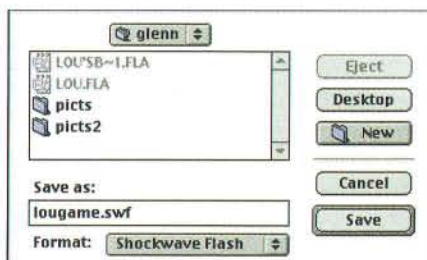 glenn
LOU'SB~1.FLA
LOU.FLA
picts
picts2
Eject
Desktop
New
Save as:
lougame.swf
Cancel
Save
Format: Shockwave Flash